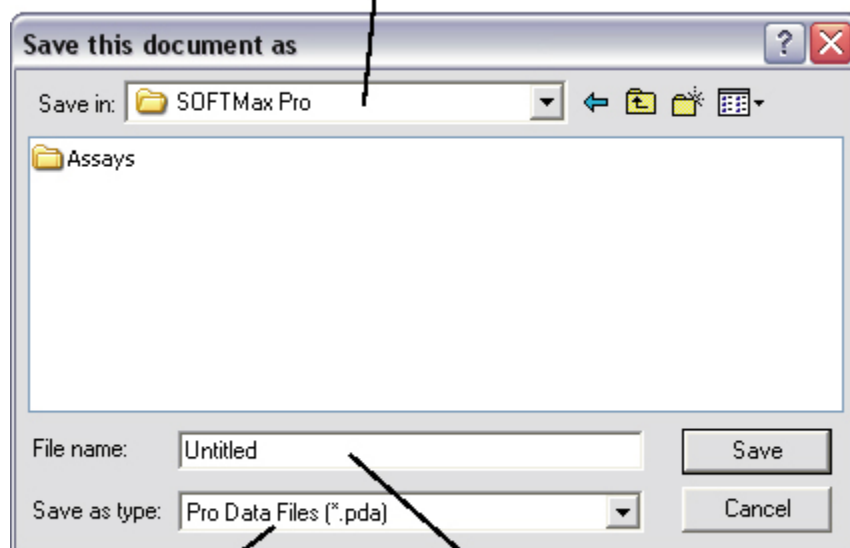 Save this document as
Save in: SOFTMax Pro
Assays
File name: Untitled Save
Save as type: Pro Data Files (*.pda) Cancel